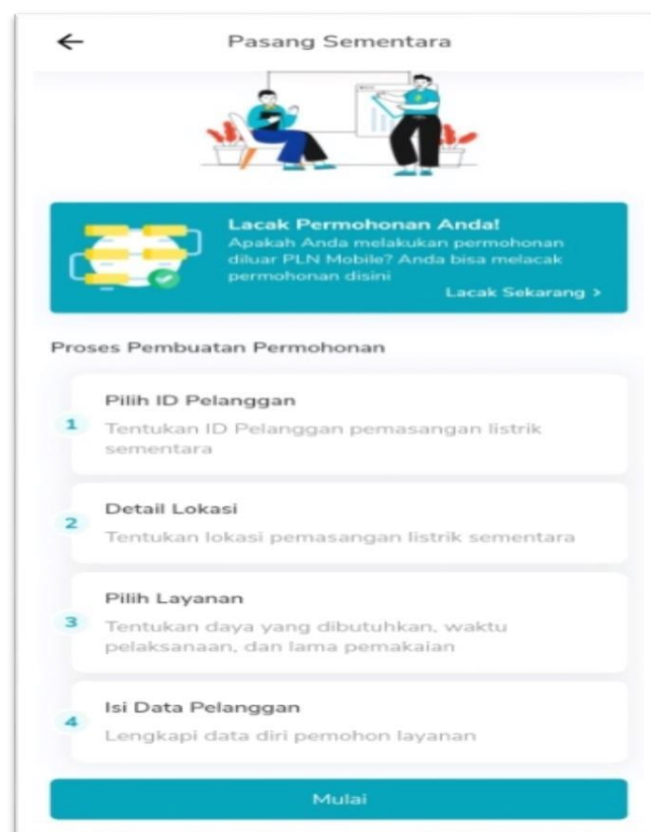 Pasang Sementara
Lacak Permohonan Anda!
Apakah Anda melakukan permohonan
diluar PLN Mobile? Anda bisa melacak
permohonan disini
Lacak Sekarang >
Proses Pembuatan Permohonan
Pilih ID Pelanggan
1
Tentukan ID Pelanggan pemasangan listrik
sementara
Detail Lokasi
2
Tentukan lokasi pemasangan listrik sementara
Pilih Layanan
3
Tentukan daya yang dibutuhkan, waktu
pelaksanaan, dan lama pemakaian
Isi Data Pelanggan
4
Lengkapi data diri pemohon layanan
Mulai